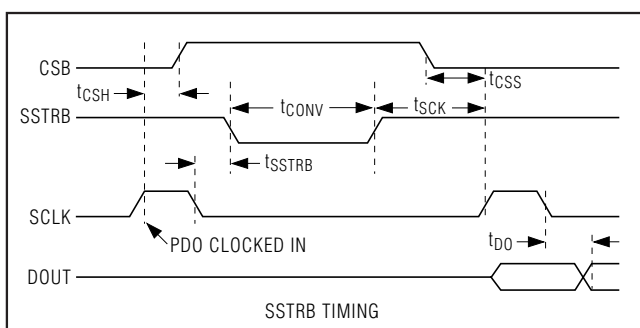 CSB
tCSH
tCSS
SSTRB
tCONV
tSCK
tSSTRB
SCLK
PDO CLOCKED IN
tDO
DOUT
SSTRB TIMING